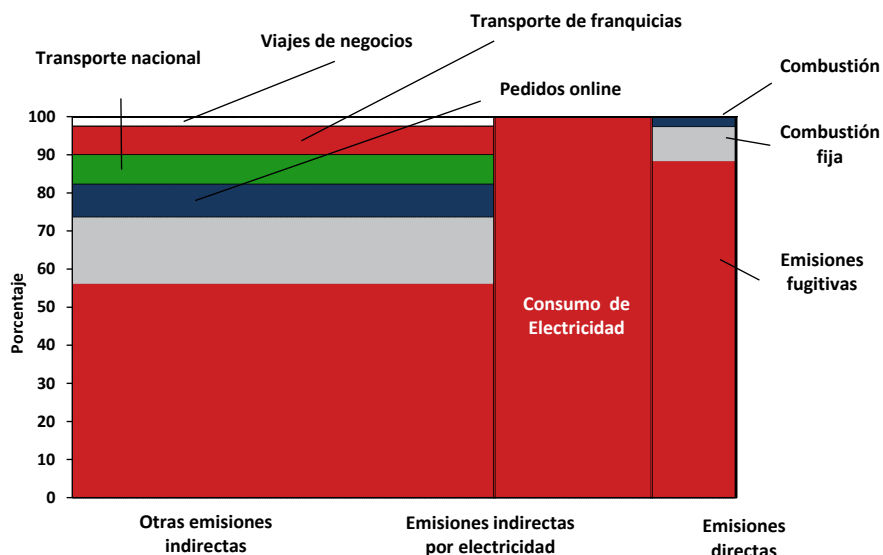 Transporte de franquicias
Viajes de negocios
Transporte nacional
Pedidos online
Combustión
Combustión
fija
Emisiones
fugitivas
Porcentaje
100
90
80
70
60
50
40
30
20
10
0
Consumo de
Electricidad
Otras emisiones
indirectas
Emisiones indirectas
por electricidad
Emisiones
directas